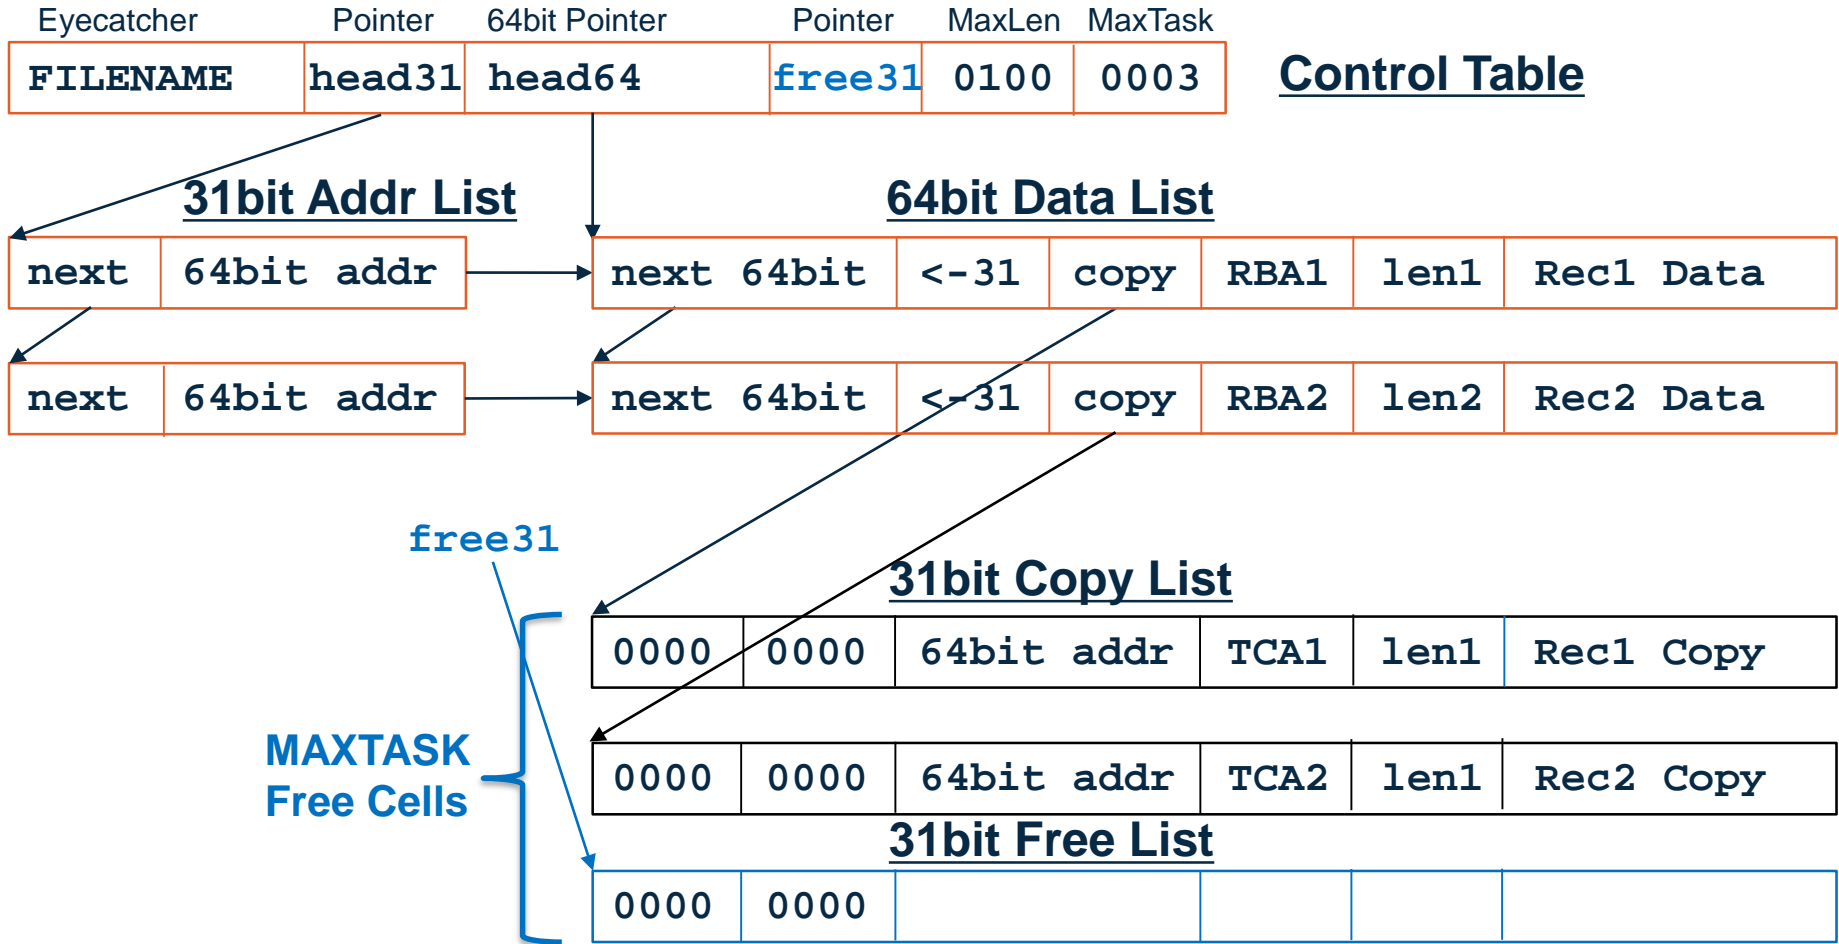 Eyecatcher Pointer 64bit Pointer Pointer MaxLen MaxTask
FILENAME head31 head64 free31 0100 0003 Control Table
31bit Addr List 64bit Data List
next 64bit addr next 64bit <-31 copy RBA1 len1 Rec1 Data
next 64bit addr next 64bit <-31 copy RBA2 len2 Rec2 Data
free31
31bit Copy List
0000 0000 64bit addr TCA1 len1 Rec1 Copy
MAXTASK
Free Cells
0000 0000 64bit addr TCA2 len1 Rec2 Copy
31bit Free List
0000 0000